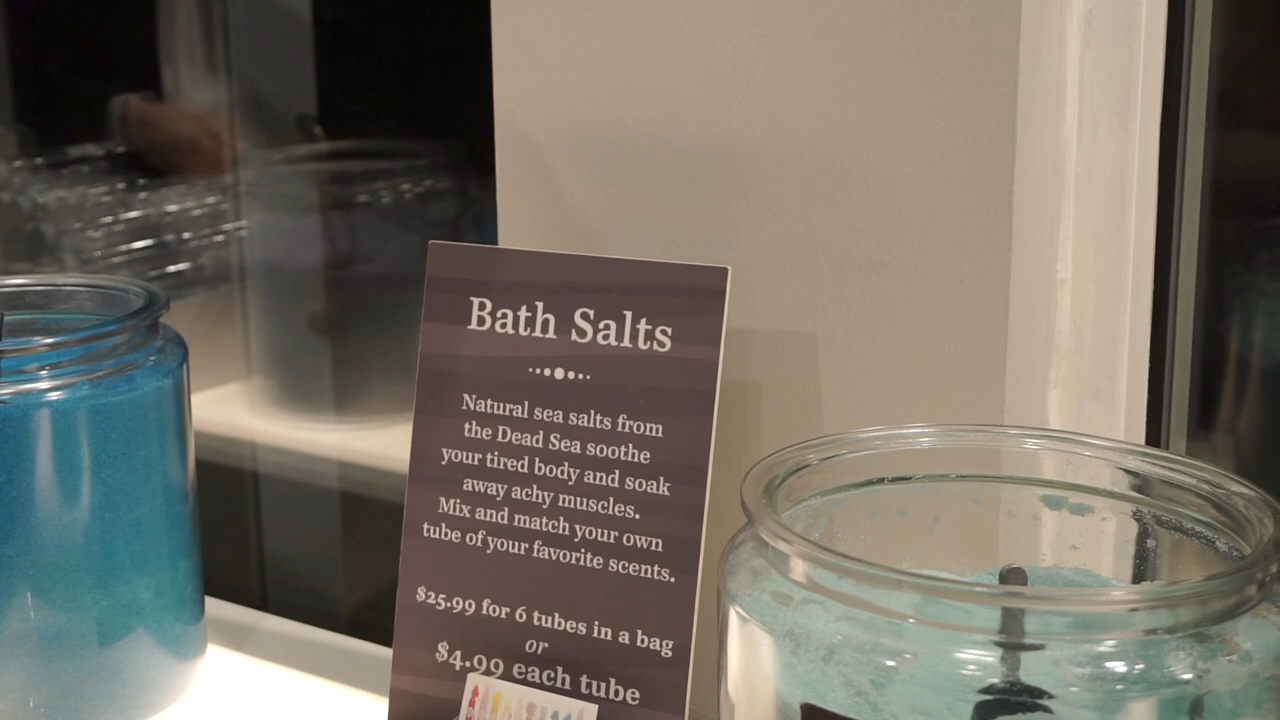 Bath Salts
Natural sea salts from
the Dead Sea soothe
your tired body and soak
away achy muscles.
Mix and match your own
tube of your favorite scents.
$25.99 for 6 tubes in a bag
or
$4.99 each tube